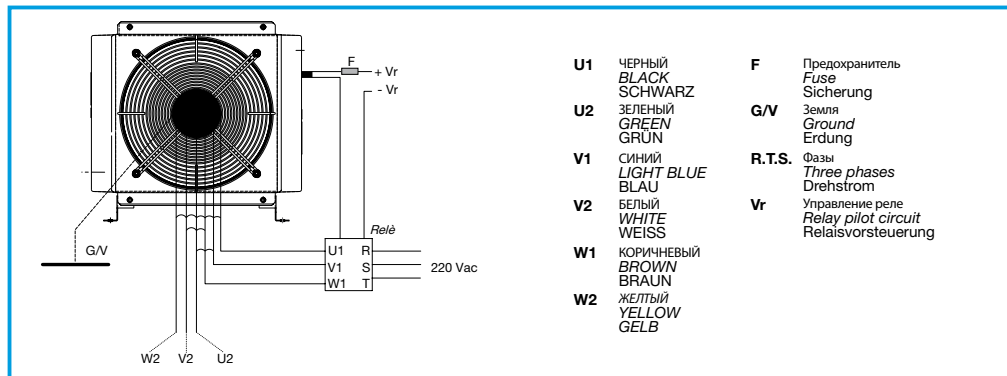 F
+ Vr
- Vr
G/V
Relè
U1 R
V1 S
W1 T
220 Vac
W2 V2 U2
U1 ЧЕРНЫЙ
BLACK
SCHWARZ
U2 ЗЕЛЕНЫЙ
GREEN
GRÜN
V1 СИНИЙ
LIGHT BLUE
BLAU
V2 БЕЛЫЙ
WHITE
WEISS
W1 КОРИЧНЕВЫЙ
BROWN
BRAUN
W2 ЖЕЛТЫЙ
YELLOW
GELB
F Предохранитель
Fuse
Sicherung
G/V Земля
Ground
Erdung
R.T.S. Фазы
Three phases
Drehstrom
Vr Управление реле
Relay pilot circuit
Relaisvorsteuerung